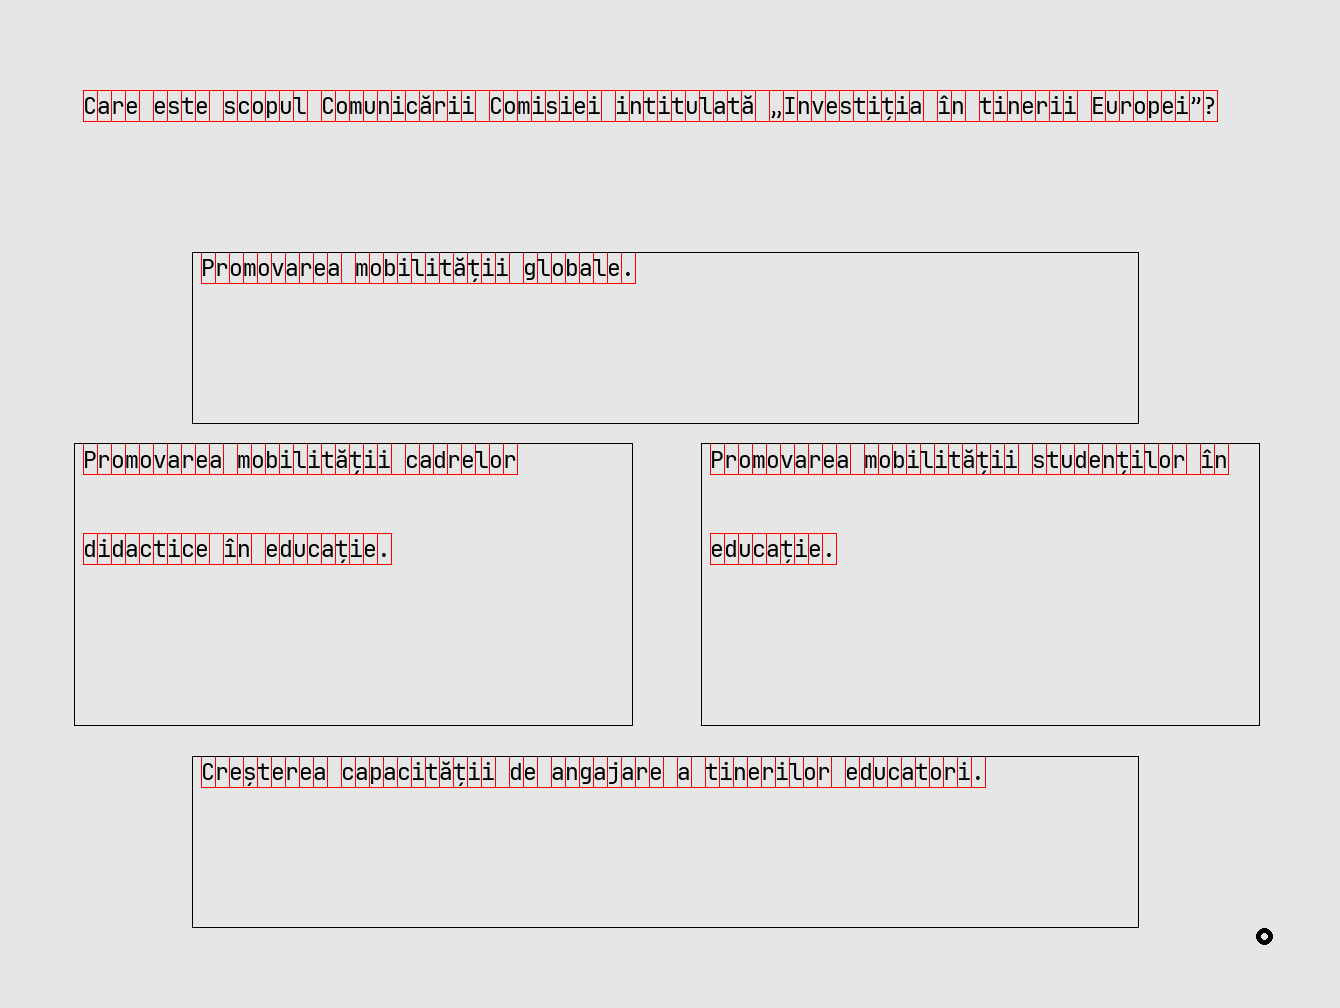 Care este scopul Comunicării Comisiei intitulată „Investiția în tinerii Europei”?
Promovarea mobilității globale.
Promovarea mobilității cadrelor
didactice în educație.
Promovarea mobilității studenților în
educație.
Creșterea capacității de angajare a tinerilor educatori.